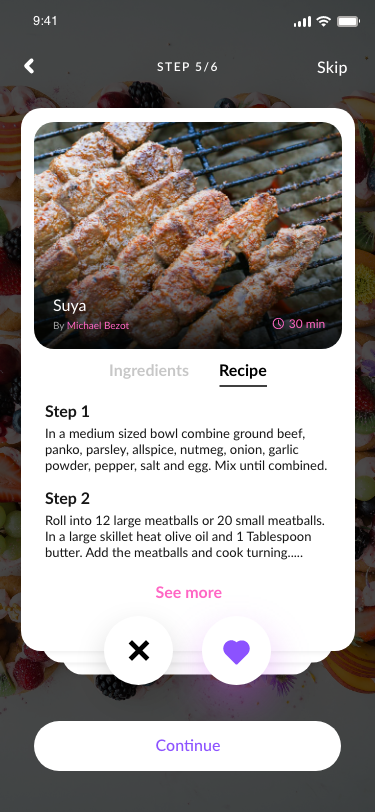 9:41
STEP 5/6
Skip
Suya
By Michael Bezot
30 min
Ingredients
Recipe
Step 1
In a medium sized bowl combine ground beef,
panko, parsley, allspice, nutmeg, onion, garlic
powder, pepper, salt and egg. Mix until combined.
Step 2
Roll into 12 large meatballs or 20 small meatballs.
In a large skillet heat olive oil and 1 Tablespoon
butter. Add the meatballs and cook turning.....
See more
Continue